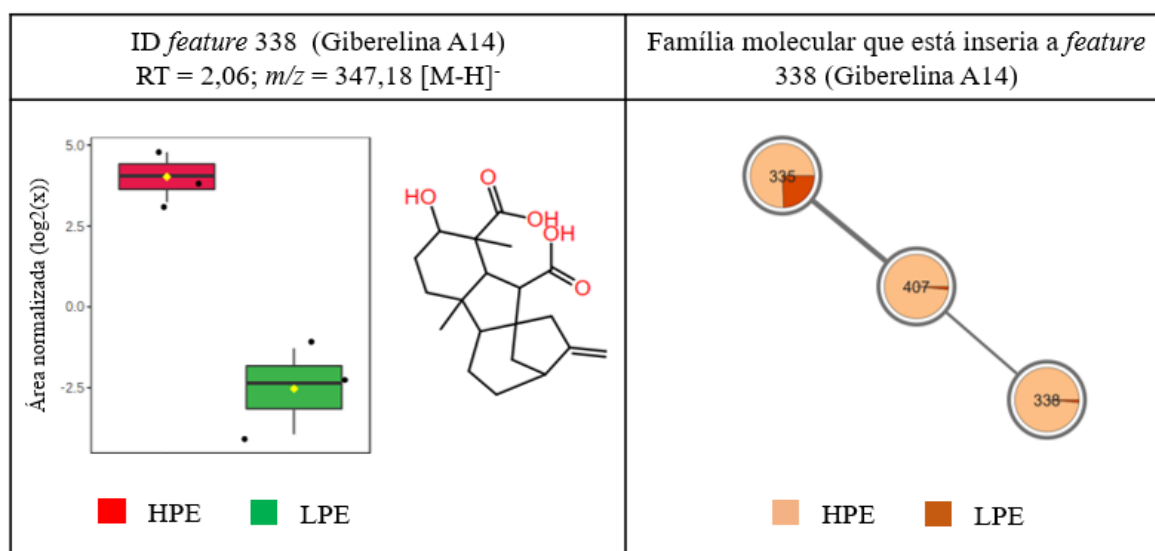 ID feature 338 (Giberelina A14)
RT = 2,06; m/z = 347,18 [M-H]-
Família molecular que está inseria a feature
338 (Giberelina A14)
Área normalizada (log2(x))
5.0
2.5
0.0
-2.5
HO
O
OH
OH
O
HPE
LPE
335
407
338
HPE
LPE